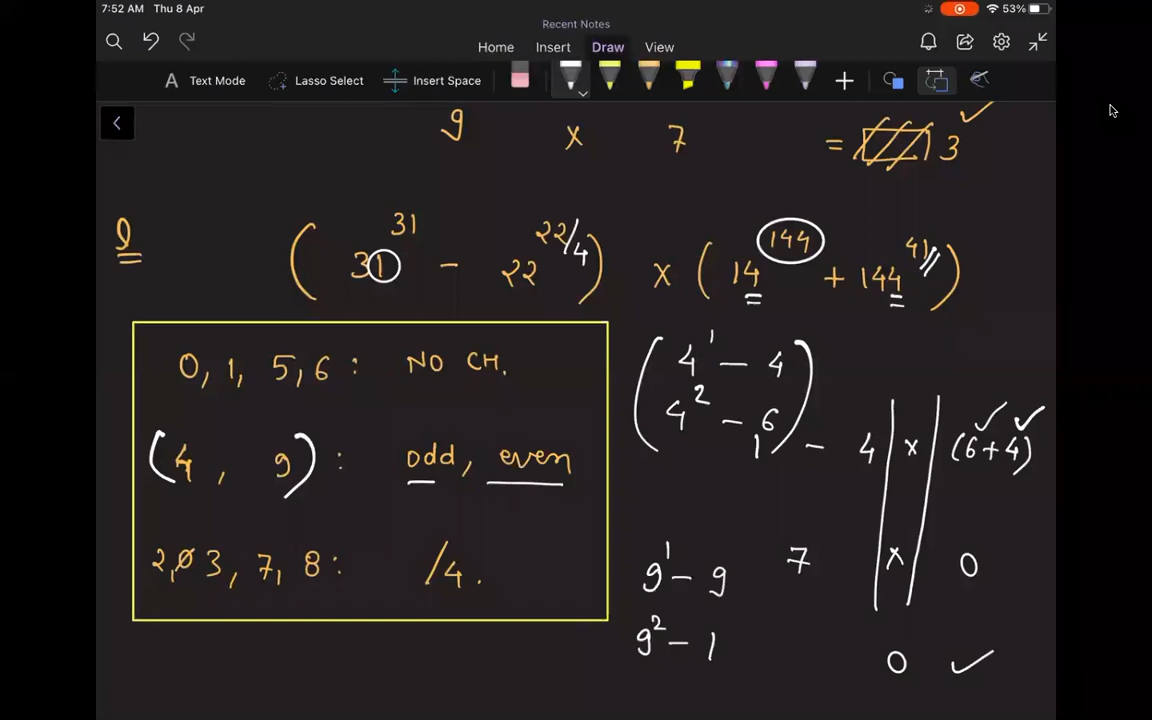 7:52 AM Thu 8 Apr 53%
Recent Notes
Home Insert Draw View
Text Mode Lasso Select Insert Space
9 x 7 = 3
Q (31^31 - 22^22/4) x (14^144 + 144^41)
0, 1, 5, 6 : NO CH.
(4, 9) : odd, even
2, 3, 7, 8 : /4.
4^1 - 4
4^2 - 6
1 - 4 x (6+4)
9^1 - 9 7 x 0
9^2 - 1
0